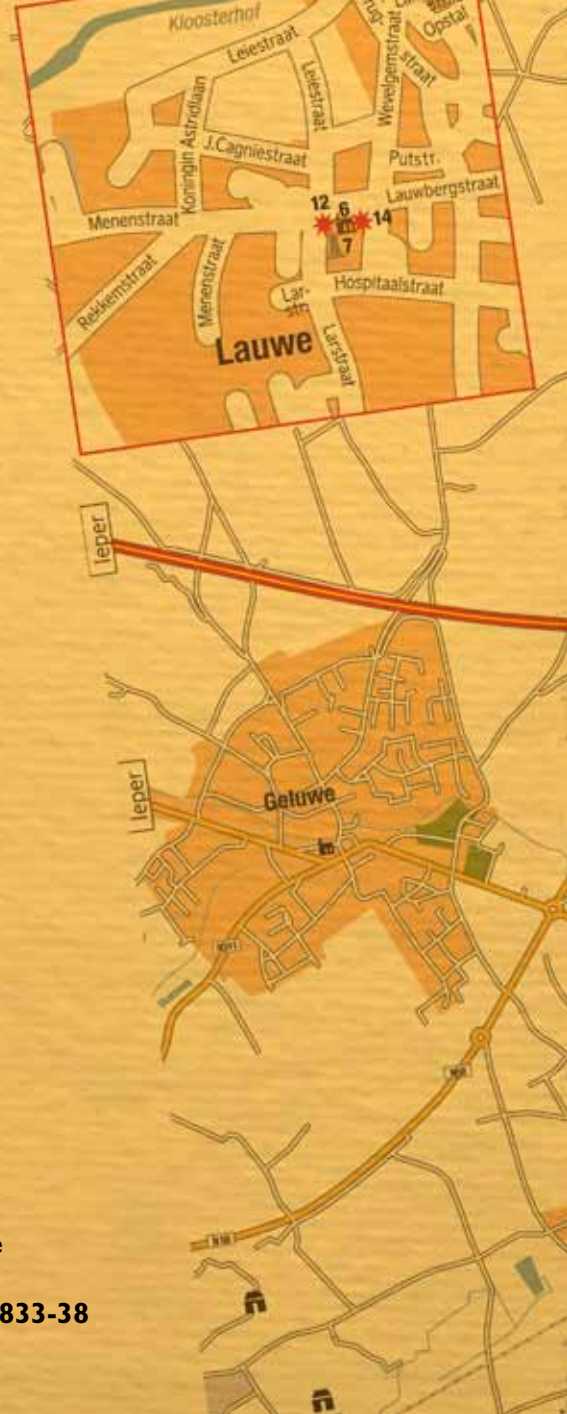 Kloosterhof
Opstal
Leiestraat
Leiestraat
straat
Wevelgemstraat
Koningin Astridlaan
J.Cagniestraat
Putstr.
Lauwbergstraat
12
6
14
7
Menenstraat
Menenstraat
Rekkemstraat
Hospitaalstraat
Lar-
str.
Larstraat
Lauwe
Ieper
Ieper
Geluwe
e
833-38